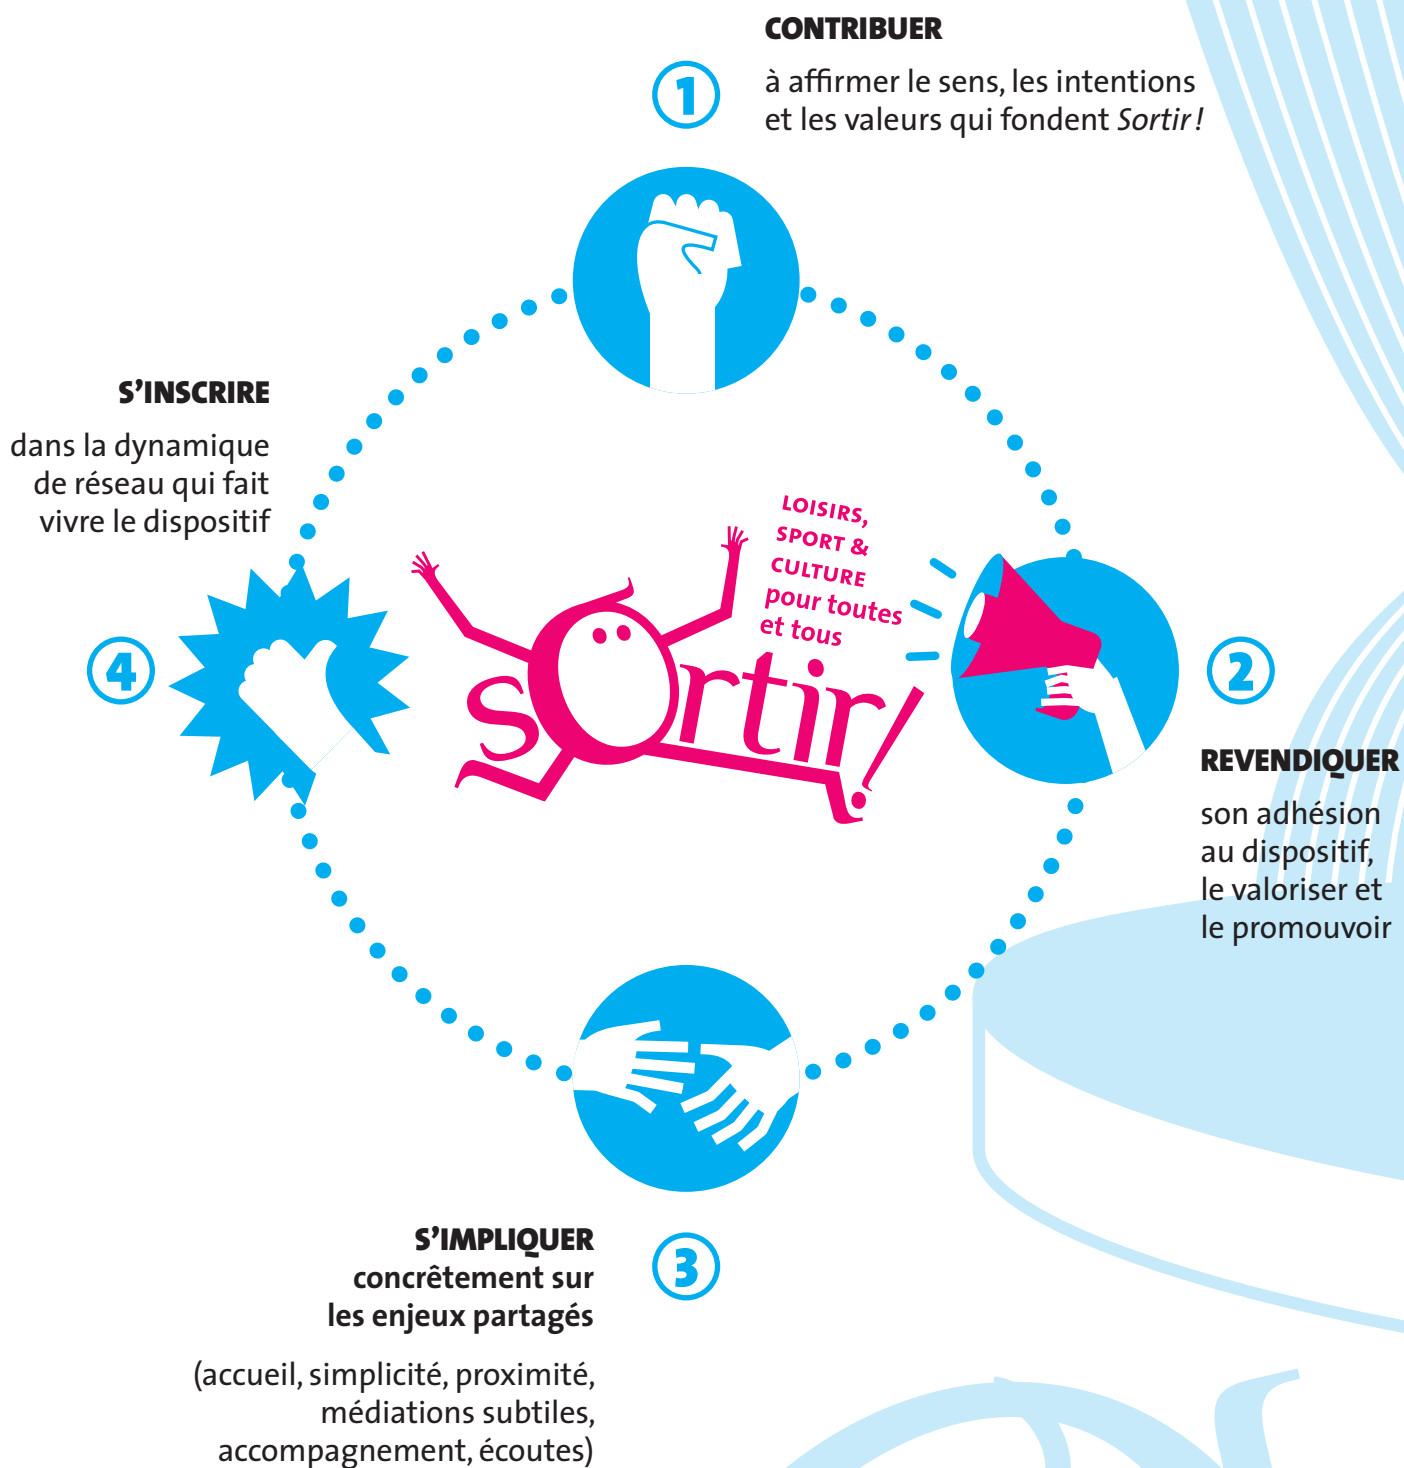 CONTRIBUER
1
à affirmer le sens, les intentions
et les valeurs qui fondent Sortir !
S’INSCRIRE
dans la dynamique
de réseau qui fait
vivre le dispositif
4
LOISIRS,
SPORT &
CULTURE
pour toutes
et tous
sOrtir!
2
REVENDIQUER
son adhésion
au dispositif,
le valoriser et
le promouvoir
S’IMPLIQUER
concrêtement sur
les enjeux partagés
3
(accueil, simplicité, proximité,
médiations subtiles,
accompagnement, écoutes)